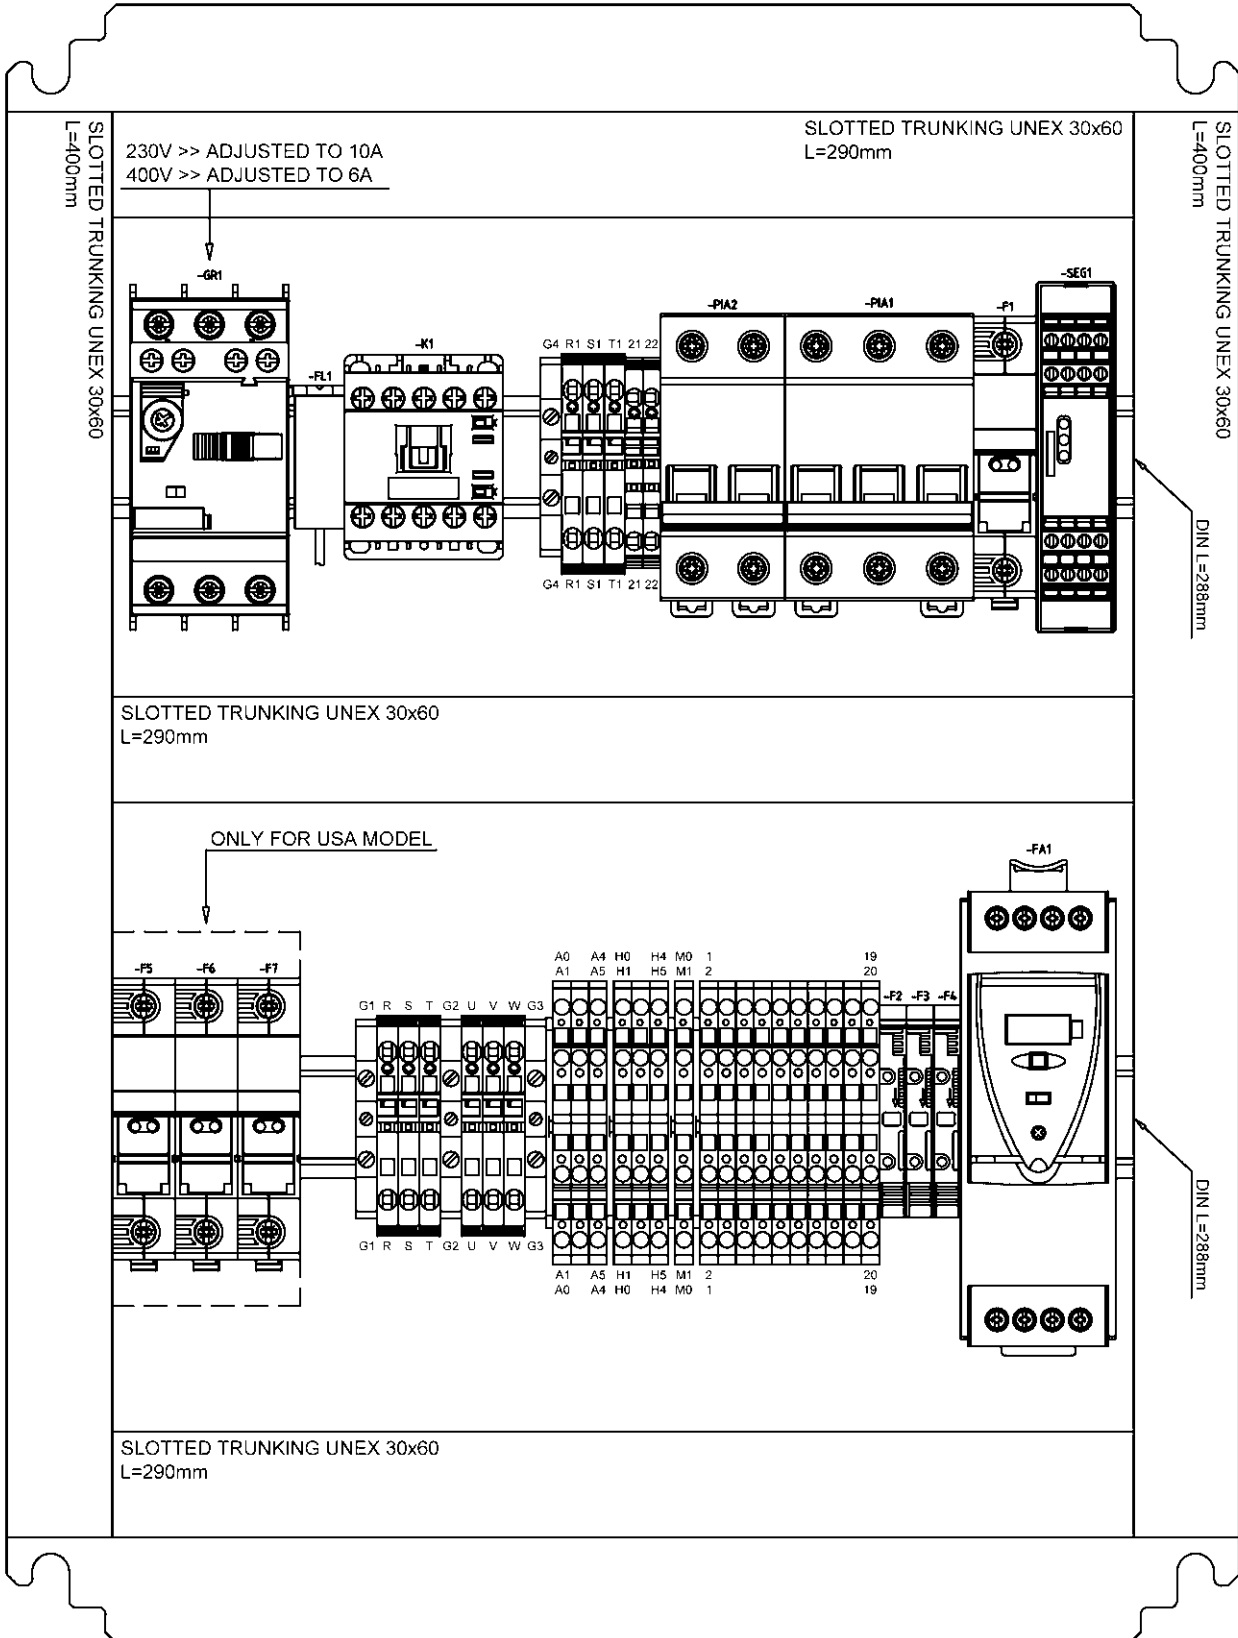 SLOTTED TRUNKING UNEX 30x60
L=400mm
230V >> ADJUSTED TO 10A
400V >> ADJUSTED TO 6A
SLOTTED TRUNKING UNEX 30x60
L=290mm
SLOTTED TRUNKING UNEX 30x60
L=400mm
-GR1
-FL1
-K1
G4 R1 S1 T1 21 22
-PIA2
-PIA1
-F1
-SEG1
G4 R1 S1 T1 21 22
DIN L=288mm
SLOTTED TRUNKING UNEX 30x60
L=290mm
ONLY FOR USA MODEL
-F5
-F6
-F7
G1 R S T G2 U V W G3
A0 A4 H0 H4 M0 1 19
A1 A5 H1 H5 M1 2 20
-F2 -F3 -F4
-FA1
G1 R S T G2 U V W G3
A1 A5 H1 H5 M1 2 20
A0 A4 H0 H4 M0 1 19
DIN L=288mm
SLOTTED TRUNKING UNEX 30x60
L=290mm